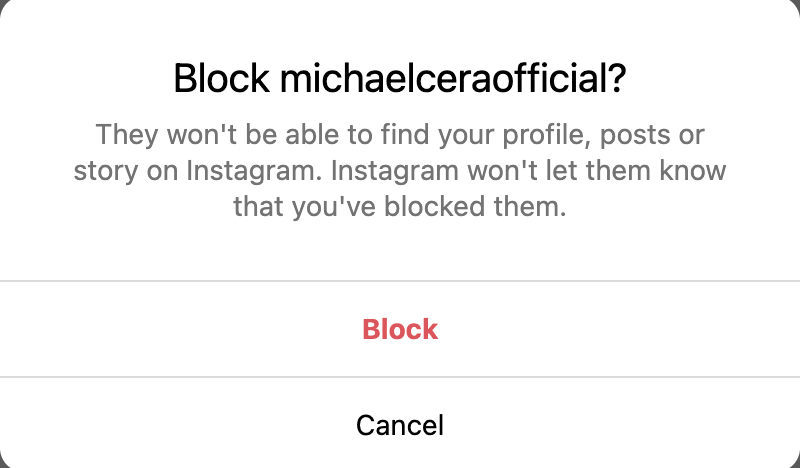 Block michaelceraofficial?
They won't be able to find your profile, posts or
story on Instagram. Instagram won't let them know
that you've blocked them.
Block
Cancel